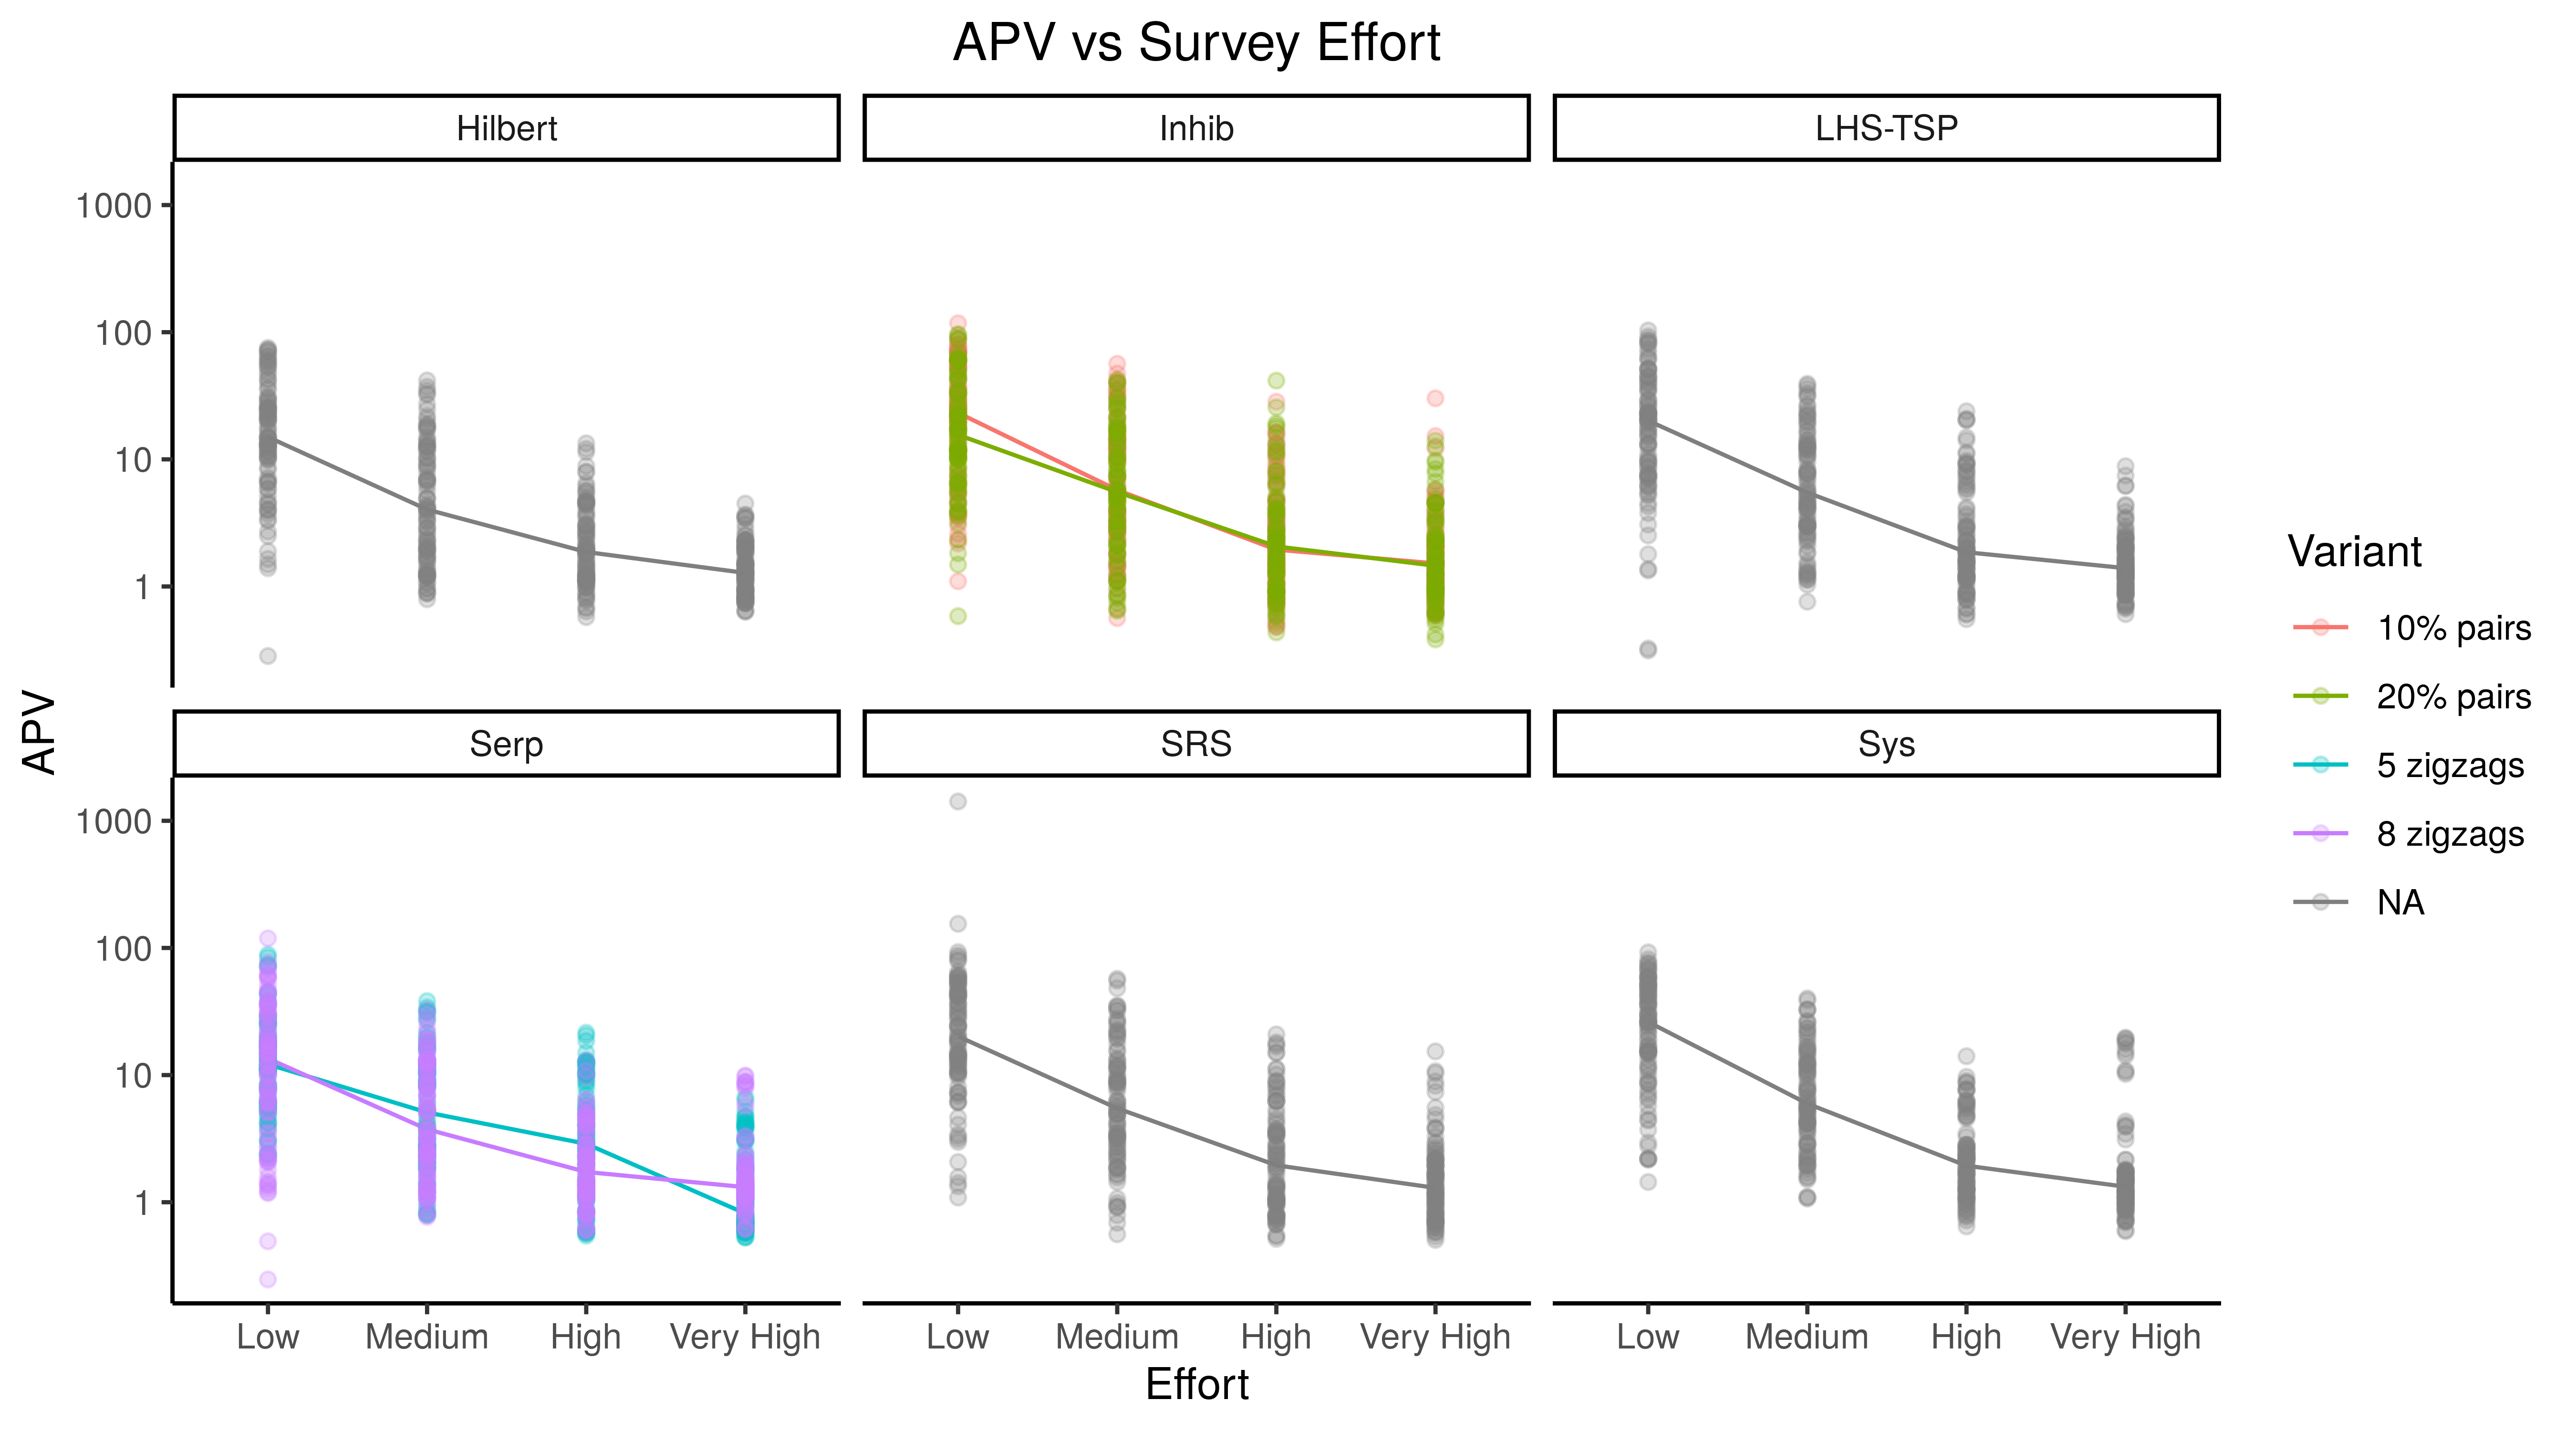 APV vs Survey Effort
Hilbert
Inhib
LHS-TSP
1000
100
10
1
Serp
SRS
Sys
1000
100
10
1
Low Medium High Very High
Low Medium High Very High
Low Medium High Very High
Effort
APV
Variant
10% pairs
20% pairs
5 zigzags
8 zigzags
NA